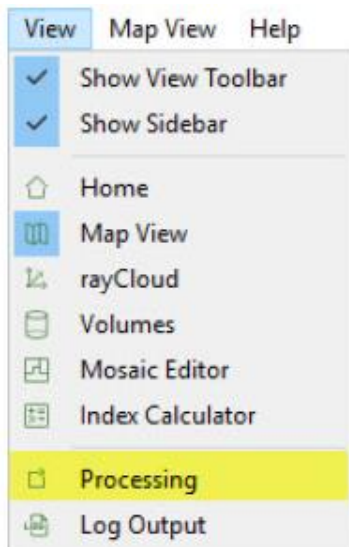 View Map View Help
Show View Toolbar
Show Sidebar
Home
Map View
rayCloud
Volumes
Mosaic Editor
Index Calculator
Processing
Log Output